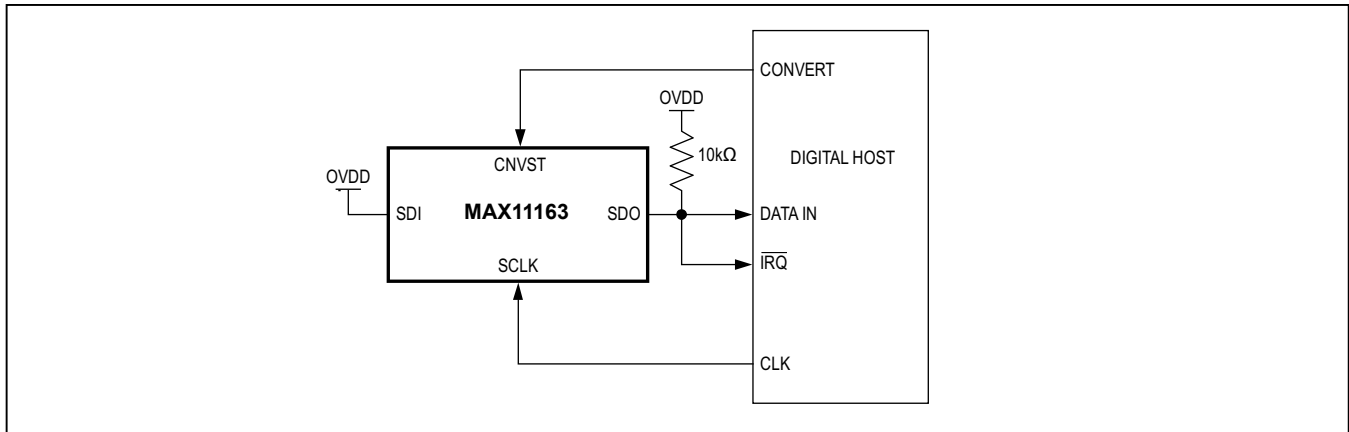 CONVERT
OVDD
10kΩ
DIGITAL HOST
CNVST
OVDD
SDI
MAX11163
SDO
DATA IN
IRQ
SCLK
CLK